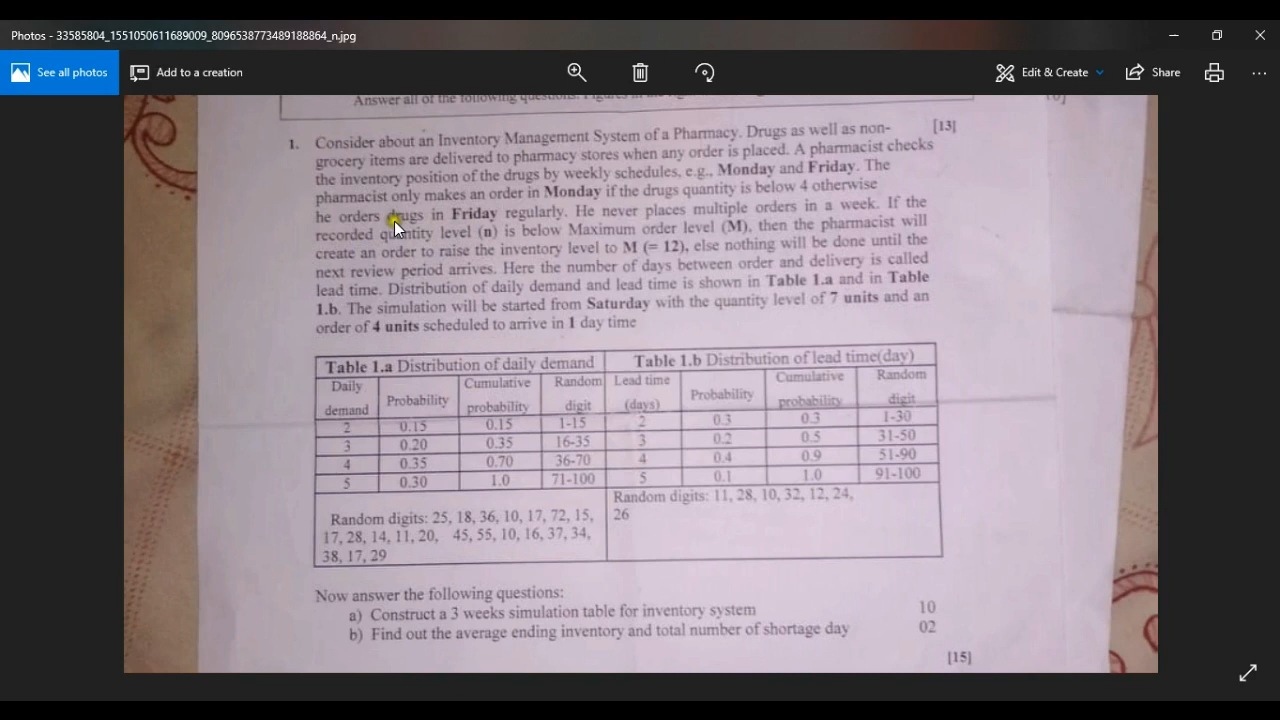 Photos - 33585804_1551050611689009_8096538773489188864_n.jpg
See all photos
Add to a creation
Edit & Create
Share
Answer all of the following questions.
1. Consider about an Inventory Management System of a Pharmacy. Drugs as well as non- [13]
grocery items are delivered to pharmacy stores when any order is placed. A pharmacist checks
the inventory position of the drugs by weekly schedules, e.g., Monday and Friday. The
pharmacist only makes an order in Monday if the drugs quantity is below 4 otherwise
he orders drugs in Friday regularly. He never places multiple orders in a week. If the
recorded quantity level (n) is below Maximum order level (M), then the pharmacist will
create an order to raise the inventory level to M (= 12), else nothing will be done until the
next review period arrives. Here the number of days between order and delivery is called
lead time. Distribution of daily demand and lead time is shown in Table 1.a and in Table
1.b. The simulation will be started from Saturday with the quantity level of 7 units and an
order of 4 units scheduled to arrive in 1 day time
Table 1.a Distribution of daily demand
Daily demand Probability Cumulative probability Random digit
2 0.15 0.15 1-15
3 0.20 0.35 16-35
4 0.35 0.70 36-70
5 0.30 1.0 71-100
Random digits: 25, 18, 36, 10, 17, 72, 15,
17, 28, 14, 11, 20, 45, 55, 10, 16, 37, 34,
38, 17, 29
Table 1.b Distribution of lead time(day)
Lead time (days) Probability Cumulative probability Random digit
2 0.3 0.3 1-30
3 0.2 0.5 31-50
4 0.4 0.9 51-90
5 0.1 1.0 91-100
Random digits: 11, 28, 10, 32, 12, 24,
26
Now answer the following questions:
a) Construct a 3 weeks simulation table for inventory system 10
b) Find out the average ending inventory and total number of shortage day 02
[15]